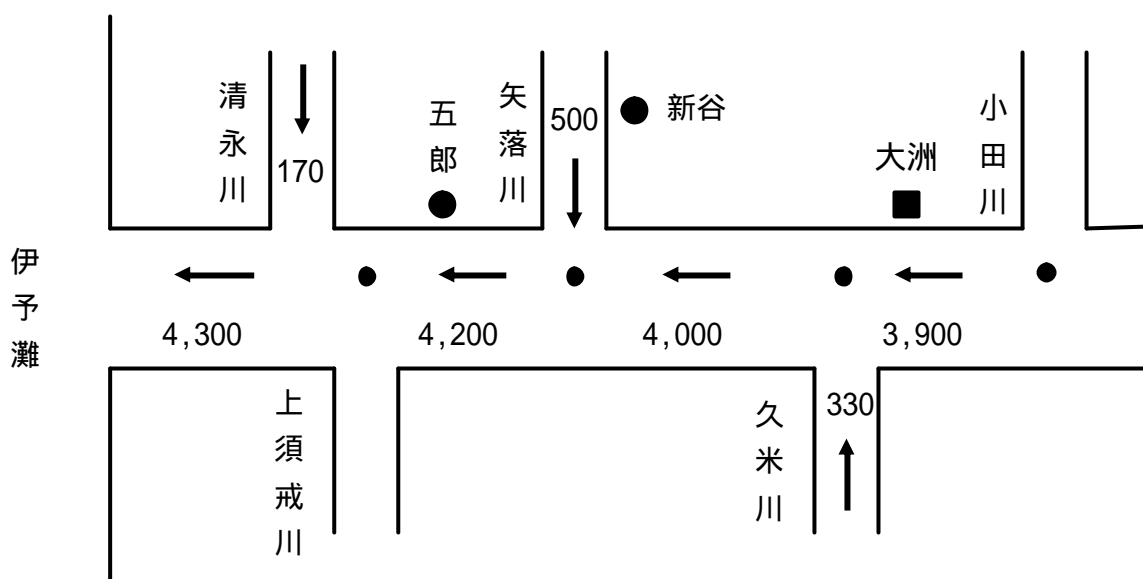 清永川
170
五郎
矢落川
500
新谷
大洲
小田川
伊予灘
4,300
4,200
4,000
3,900
上須戒川
久米川
330